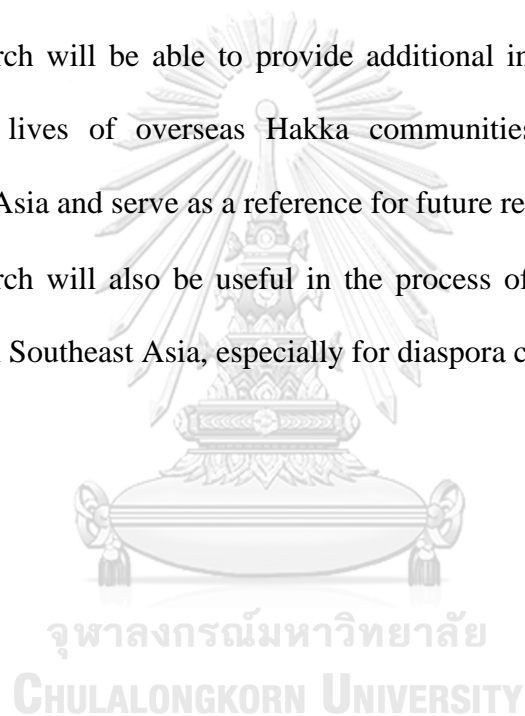 rch will be able to provide additional in
lives of overseas Hakka communities
Asia and serve as a reference for future re
rch will also be useful in the process of
Southeast Asia, especially for diaspora c
จุฬาลงกรณ์มหาวิทยาลัย
CHULALONGKORN UNIVERSITY